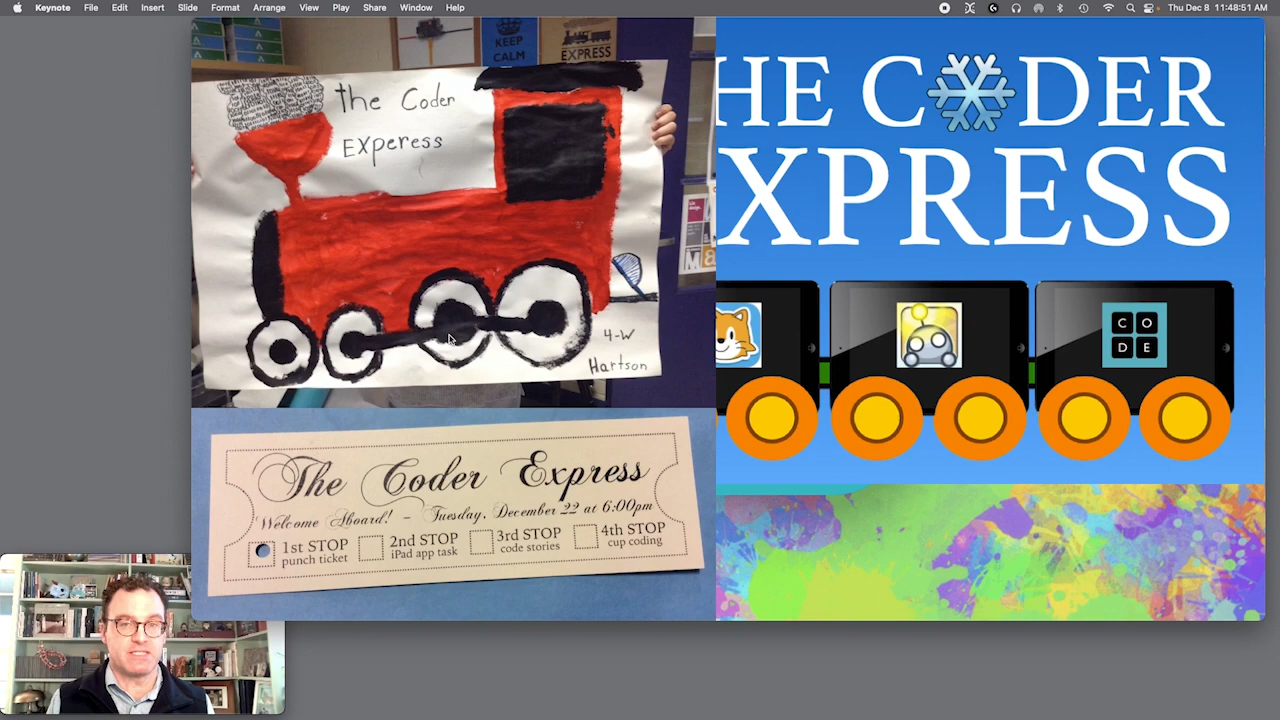 Keynote File Edit Insert Slide Format Arrange View Play Share Window Help
Thu Dec 8 11:48:51 AM
KEEP
CALM
EXPRESS
the Coder
EXPERESS
4-W
Hartson
HE C DER
XPRESS
CO
DE
The Coder Express
Welcome Aboard! – Tuesday, December 22 at 6:00pm
1st STOP
punch ticket
2nd STOP
iPad app task
3rd STOP
code stories
4th STOP
cup coding